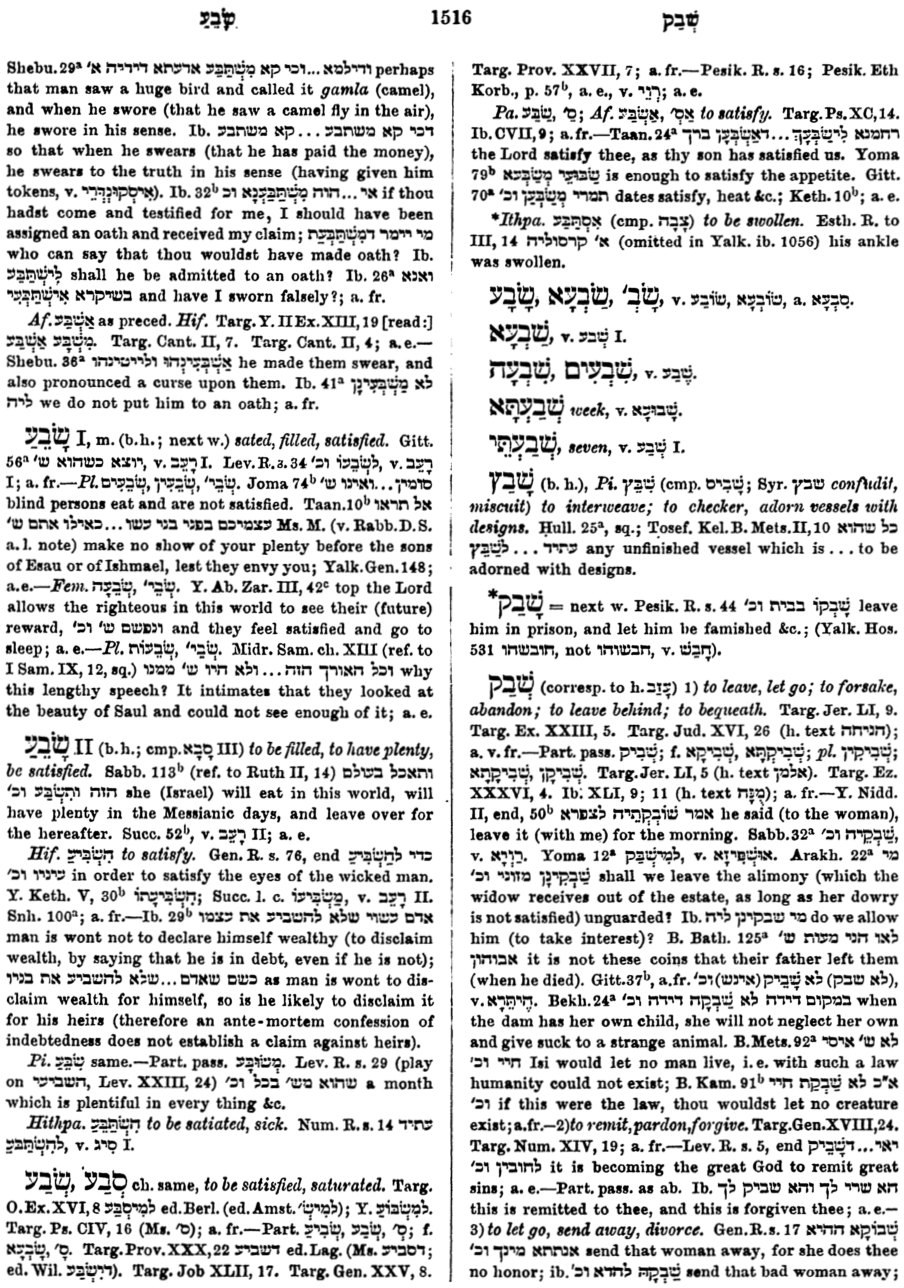 שָׂבֵעַ
1516
שָׁבַק
Shebu. 29ᵃ ודילמא ... וכי קא מִשְׁתַּבַּע אדעתא דידיה א׳ perhaps
that man saw a huge bird and called it gamla (camel),
and when he swore (that he saw a camel fly in the air),
he swore in his sense. Ib. דכי קא משתבע ... קא משתבע
so that when he swears (that he has paid the money),
he swears to the truth in his sense (having given him
tokens, v. אִיסְקוּנְדְּרֵי). Ib. 32ᵇ אי ... הוה מִשְׁתַּבַּעְנָא וכ׳ if thou
hadst come and testified for me, I should have been
assigned an oath and received my claim; מי יימר דמִשְׁתַּבַּעְת
who can say that thou wouldst have made oath? Ib.
לִישְׁתַּבַּע shall he be admitted to an oath? Ib. 26ᵃ ואנא
בשיקרא אִישְׁתַּבַּעִי and have I sworn falsely?; a. fr.
Af. אַשְׁבַּע as preced. Hif. Targ. Y. II Ex. XIII, 19 [read:]
מַשְׁבָּע אַשְׁבַּע. Targ. Cant. II, 7. Targ. Cant. II, 4; a. e.—
Shebu. 36ᵃ אַשְׁבְּעִינְהוּ ולייטינהו he made them swear, and
also pronounced a curse upon them. Ib. 41ᵃ לא מַשְׁבְּעִינָן
ליה we do not put him to an oath; a. fr.
שָׂבֵעַ I, m. (b. h.; next w.) sated, filled, satisfied. Gitt.
56ᵃ יוצא כשהוא ש׳, v. רָעֵב I. Lev. R. s. 34 לִשְׂבֵעוֹ וכ׳, v. רָעֵב
I; a. fr.—Pl. שְׂבֵעִים, שְׂבֵעִין, שְׂבֵי׳. Joma 74ᵇ סומין ... ואינו ש׳
blind persons eat and are not satisfied. Taan. 10ᵇ אל תראו
עצמיכם בפני בני עשו ... כאילו אתם ש׳ Ms. M. (v. Rabb. D. S.
a. l. note) make no show of your plenty before the sons
of Esau or of Ishmael, lest they envy you; Yalk. Gen. 148;
a. e.—Fem. שְׂבֵעָה, שְׂבֵי׳. Y. Ab. Zar. III, 42ᶜ top the Lord
allows the righteous in this world to see their (future)
reward, ונפשם ש׳ וכ׳ and they feel satisfied and go to
sleep; a. e.—Pl. שְׂבֵעוֹת, שְׂבֵי׳. Midr. Sam. ch. XIII (ref. to
I Sam. IX, 12, sq.) וכל האורך הזה ... ולא היו ש׳ ממנו why
this lengthy speech? It intimates that they looked at
the beauty of Saul and could not see enough of it; a. e.
שָׂבֵעַ II (b. h.; cmp. סָבָא III) to be filled, to have plenty,
be satisfied. Sabb. 113ᵇ (ref. to Ruth II, 14) ותאכל בעולם
הזה ותִשְׂבַּע וכ׳ she (Israel) will eat in this world, will
have plenty in the Messianic days, and leave over for
the hereafter. Succ. 52ᵇ, v. רָעֵב II; a. e.
Hif. הִשְׂבִּיעַ to satisfy. Gen. R. s. 76, end כדי לְהַשְׂבִּיעַ
עיניו וכ׳ in order to satisfy the eyes of the wicked man.
Y. Keth. V, 30ᵇ הִשְׂבִּיעָתוֹ; Succ. l. c. מַשְׂבִּיעוֹ, v. רָעֵב II.
Snh. 100ᵃ; a. fr.—Ib. 29ᵇ אדם עשוי שלא להשביע את עצמו
man is wont not to declare himself wealthy (to disclaim
wealth, by saying that he is in debt, even if he is not);
כשם שאדם ... שלא להשביע את בניו as man is wont to dis-
claim wealth for himself, so is he likely to disclaim it
for his heirs (therefore an ante-mortem confession of
indebtedness does not establish a claim against heirs).
Pi. שִׂבֵּעַ same.—Part. pass. מְשׂוּבָּע. Lev. R. s. 29 (play
on השביעי, Lev. XXIII, 24) שהוא מש׳ בכל וכ׳ a month
which is plentiful in every thing &c.
Hithpa. הִשְׂתַּבֵּעַ to be satiated, sick. Num. R. s. 14 עתיד
לְהִשְׂתַּבֵּעַ, v. סִיג I.
שְׂבַע, סְבַע ch. same, to be satisfied, saturated. Targ.
O. Ex. XVI, 8 לְמִיסְבַּע ed. Berl. (ed. Amst. לְמִישׂ׳); Y. לְמִשְׂבּוֹעַ.
Targ. Ps. CIV, 16 (Ms. ס׳); a. fr.—Part. שָׂבַע, שָׂבֵיעַ, ס׳; f.
שָׂבְעָא, ס׳. Targ. Prov. XXX, 22 דשביע ed. Lag. (Ms. דסביע;
ed. Wil. דיִשְׂבַּע). Targ. Job XLII, 17. Targ. Gen. XXV, 8.
Targ. Prov. XXVII, 7; a. fr.—Pesik. R. s. 16; Pesik. Eth
Korb., p. 57ᵇ, a. e., v. רְוֵי; a. e.
Pa. שַׂבַּע, ס׳; Af. אַשְׂבַּע, אַס׳ to satisfy. Targ. Ps. XC, 14.
Ib. CVII, 9; a. fr.—Taan. 24ᵃ רחמנא לִישַׂבְּעָךְ ... דאַשְׂבְּעָן ברך
the Lord satisfy thee, as thy son has satisfied us. Yoma
79ᵇ שַׂבּוּעֵי מְשַׂבְּעָא is enough to satisfy the appetite. Gitt.
70ᵃ תמרי מְשַׂבְּעָן וכ׳ dates satisfy, heat &c.; Keth. 10ᵇ; a. e.
*Ithpa. אִסְתַּבַּע (cmp. צָבָה) to be swollen. Esth. R. to
III, 14 א׳ קרסוליה (omitted in Yalk. ib. 1056) his ankle
was swollen.
שָׂבָע, שָׂבְעָא, שָׂבְ׳, v. שׂוֹבַע, שׂוֹבְעָא, a. סִבְעָא.
שַׁבְעָא, v. שְׁבַע I.
שִׁבְעָה, שִׁבְעִים, v. שֶׁבַע.
שְׁבַעְתָּא week, v. שְׁבוּעָא.
שְׁבַעְתֵּי, seven, v. שְׁבַע I.
שָׁבַץ (b. h.), Pi. שִׁבֵּץ (cmp. שָׁבִיס; Syr. שבץ confudit,
miscuit) to interweave; to checker, adorn vessels with
designs. Ḥull. 25ᵃ, sq.; Tosef. Kel. B. Mets. II, 10 כל שהוא
עתיד ... לְשַׁבֵּץ any unfinished vessel which is ... to be
adorned with designs.
*שָׁבַק = next w. Pesik. R. s. 44 שָׁבְקוֹ בבית וכ׳ leave
him in prison, and let him be famished &c.; (Yalk. Hos.
531 חובשהו, not חבשוהו, v. חָבַשׁ).
שְׁבַק (corresp. to h. עָזַב) 1) to leave, let go; to forsake,
abandon; to leave behind; to bequeath. Targ. Jer. LI, 9.
Targ. Ex. XXIII, 5. Targ. Jud. XVI, 26 (h. text הניחה);
a. v. fr.—Part. pass. שְׁבִיק; f. שְׁבִיקָא, שְׁבִיקְתָּא; pl. שְׁבִיקִין;
שְׁבִיקָן, שְׁבִיקָתָא. Targ. Jer. LI, 5 (h. text אלמן). Targ. Ez.
XXXVI, 4. Ib. XLI, 9; 11 (h. text מֻנָּח); a. fr.—Y. Nidd.
II, end, 50ᵇ אמר שׁוּבְקְתֵיהּ לצפרא he said (to the woman),
leave it (with me) for the morning. Sabb. 32ᵃ שַׁבְקֵיהּ וכ׳,
v. רַוְיָא. Yoma 12ᵃ לְמִישְׁבַּק, v. אוּשְׁפִּיזָא. Arakh. 22ᵃ מי
שָׁבְקִינַן מזוני וכ׳ shall we leave the alimony (which the
widow receives out of the estate, as long as her dowry
is not satisfied) unguarded? Ib. מי שבקינן ליה do we allow
him (to take interest)? B. Bath. 125ᵃ לאו הני מעות ש׳
אבוהון it is not these coins that their father left them
(when he died). Gitt. 37ᵇ, a. fr. לא שָׁבֵיק (אינש) וכ׳ (לא שבק),
v. הֶיתֵּרָא. Bekh. 24ᵃ במקום דידה לא שָׁבְקָה דידה וכ׳ when
the dam has her own child, she will not neglect her own
and give suck to a strange animal. B. Mets. 92ᵃ לא ש׳ איסי
חיי וכ׳ Isi would let no man live, i. e. with such a law
humanity could not exist; B. Kam. 91ᵇ א״כ לא שָׁבְקַת חיי
וכ׳ if this were the law, thou wouldst let no creature
exist; a. fr.—2) to remit, pardon, forgive. Targ. Gen. XVIII, 24.
Targ. Num. XIV, 19; a. fr.—Lev. R. s. 5, end יאי ... דשָׁבֵיק
לחובין וכ׳ it is becoming the great God to remit great
sins; a. e.—Part. pass. as ab. Ib. הא שרי לך והא שביק לך
this is remitted to thee, and this is forgiven thee; a. e.—
3) to let go, send away, divorce. Gen. R. s. 17 שְׁבוֹקָא ההיא
אנתתא מינך וכ׳ send that woman away, for she does thee
no honor; ib. שַׁבְקָהּ להדא וכ׳ send that bad woman away;